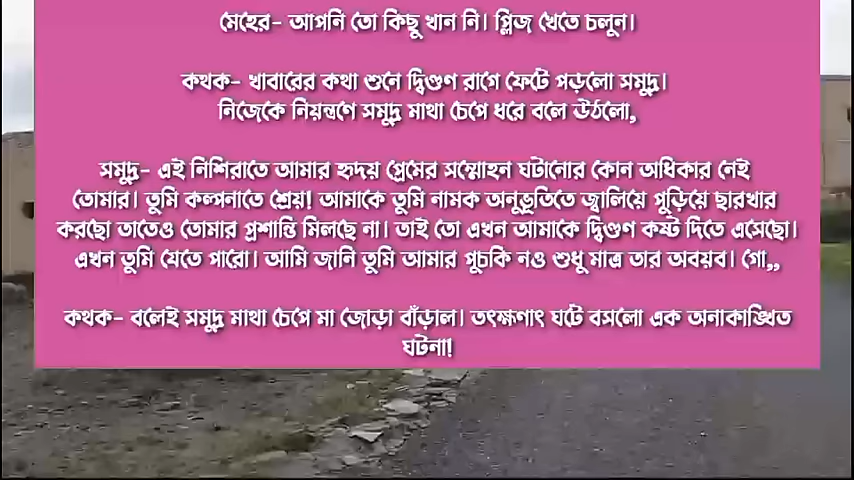 মেহের- আপনি তো কিছু খান নি। প্লিজ খেতে চলুন।
কথক- খাবারের কথা শুনে দ্বিগুণ রাগে ফেটে পড়লো সমুদ্র।
নিজেকে নিয়ন্ত্রণে সমুদ্র মাথা চেপে ধরে বলে উঠলো,
সমুদ্র- এই নিশিরাতে আমার হৃদয় প্রেমের সম্মোহন ঘটানোর কোন অধিকার নেই
তোমার। তুমি কল্পনাতে শ্রেয়! আমাকে তুমি নামক অনুভূতিতে জ্বালিয়ে পুড়িয়ে ছারখার
করছো তাতেও তোমার প্রশান্তি মিলছে না। তাই তো এখন আমাকে দ্বিগুণ কষ্ট দিতে এসেছো।
এখন তুমি যেতে পারো। আমি জানি তুমি আমার পুচকি নও শুধু মাত্র তার অবয়ব। গো,,
কথক- বলেই সমুদ্র মাথা চেপে মা জোড়া বাঁড়াল। তৎক্ষণাৎ ঘটে বসলো এক অনাকাঙ্খিত
ঘটনা!